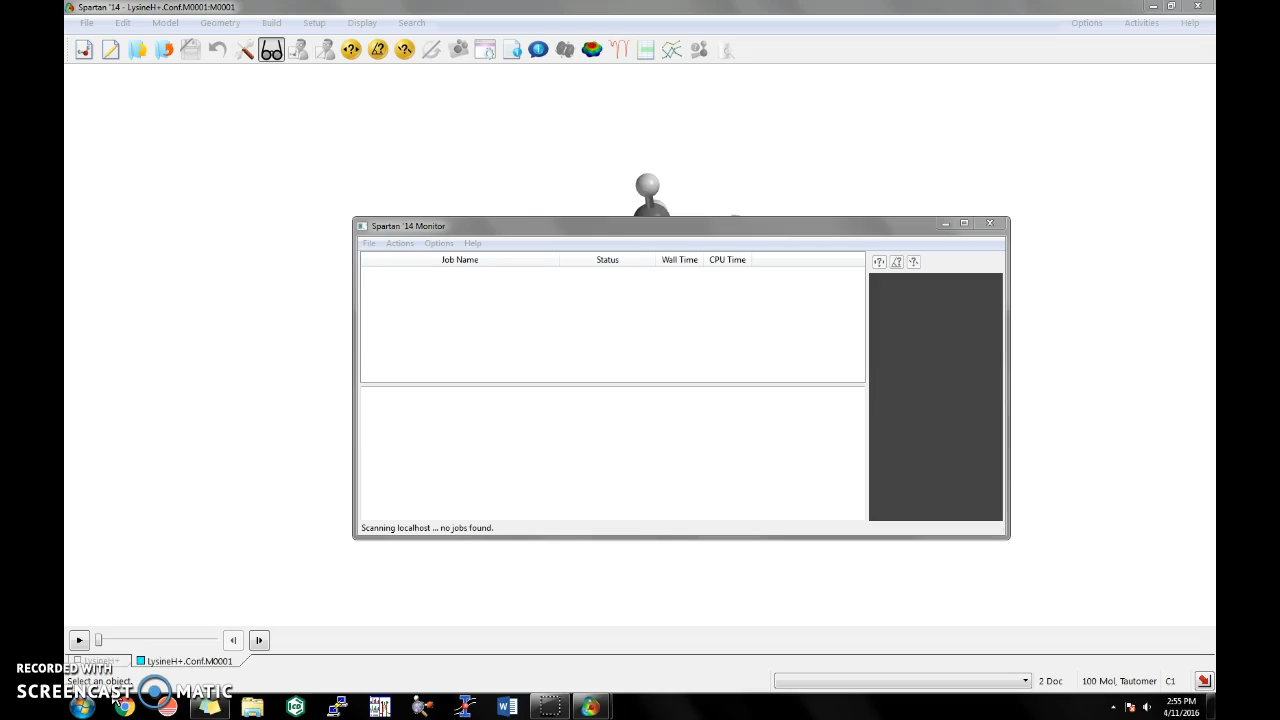 Spartan '14 - LysineH+.Conf.M0001:M0001
File Edit Model Geometry Build Setup Display Search Options Activities Help
Spartan '14 Monitor
File Actions Options Help
Job Name Status Wall Time CPU Time
Scanning localhost ... no jobs found.
LysineH+ LysineH+.Conf.M0001
RECORDED WITH
Select an object. 2 Doc 100 Mol, Tautomer C1
SCREENCAST MATIC
2:55 PM
4/11/2016